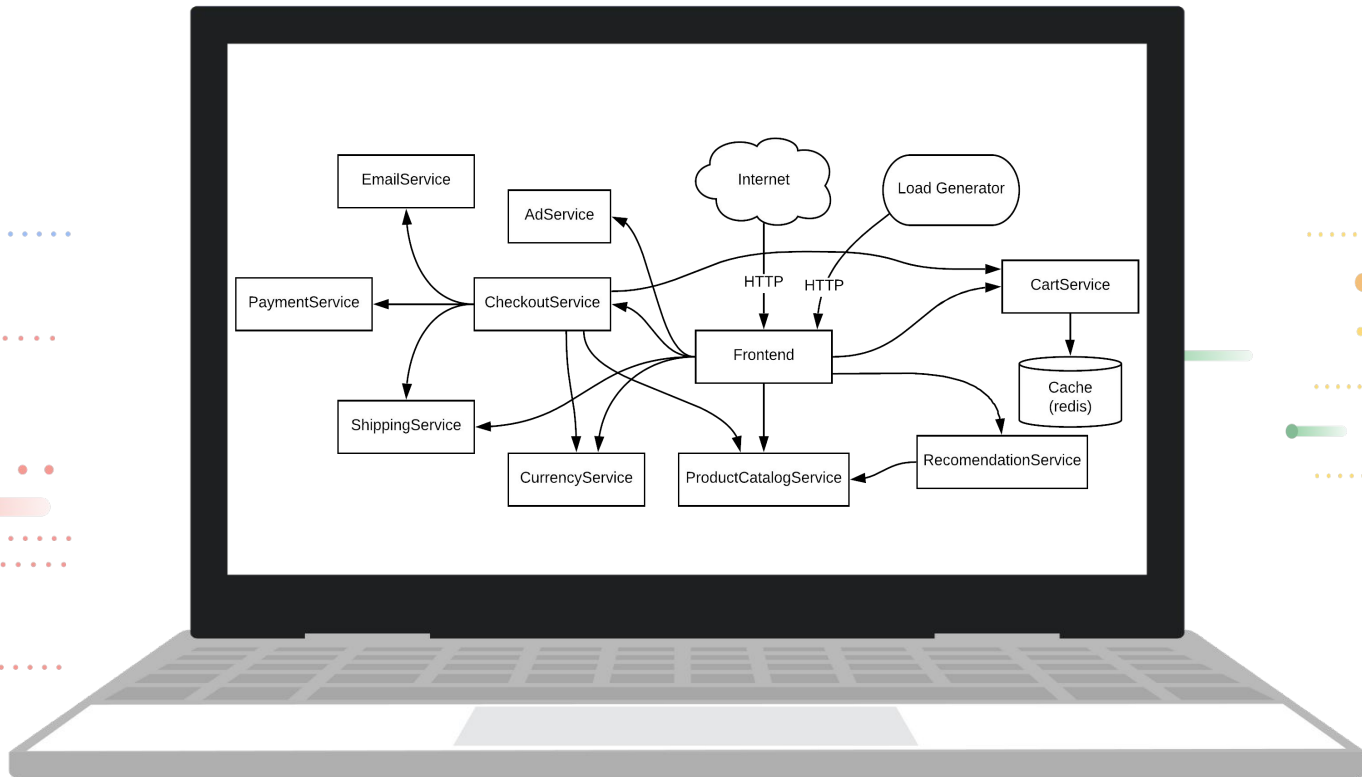 EmailService
Internet
Load Generator
AdService
PaymentService
CheckoutService
HTTP
HTTP
CartService
Frontend
Cache
(redis)
ShippingService
CurrencyService
ProductCatalogService
RecomendationService